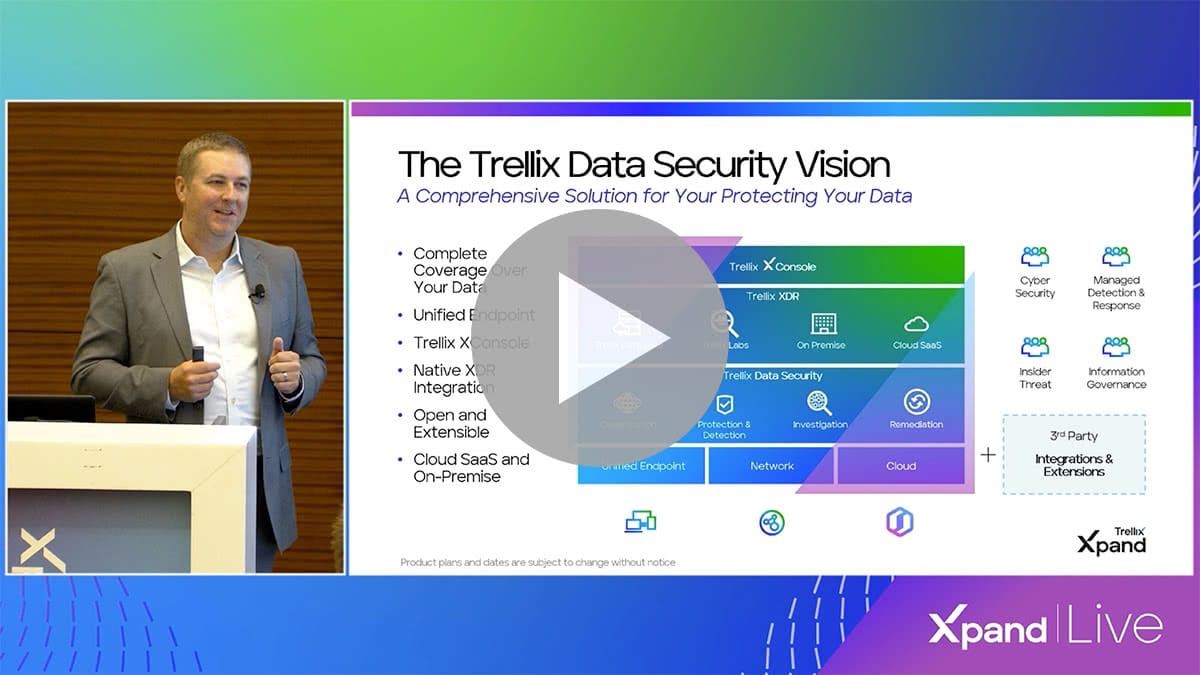 The Trellix Data Security Vision
A Comprehensive Solution for Your Protecting Your Data
• Complete
Coverage Over
Your Data
• Unified Endpoint
• Trellix XConsole
• Native XDR
Integration
• Open and
Extensible
• Cloud SaaS and
On-Premise
Trellix XConsole
Trellix XDR
Labs
On Premise
Cloud SaaS
Trellix Data Security
Protection &
Detection
Investigation
Remediation
Unified Endpoint
Network
Cloud
Cyber
Security
Managed
Detection &
Response
Insider
Threat
Information
Governance
+
3rd Party
Integrations &
Extensions
Product plans and dates are subject to change without notice
Trellix
Xpand
IX
Xpand | Live